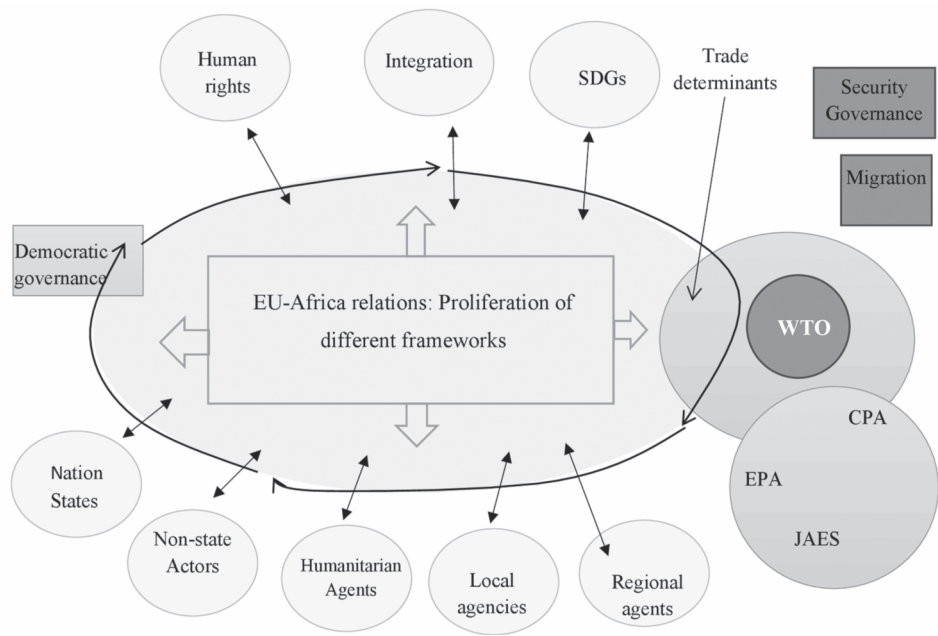 Human
rights
Integration
SDGs
Trade
determinants
Security
Governance
Migration
Democratic
governance
EU-Africa relations: Proliferation of
different frameworks
WTO
CPA
EPA
JAES
Nation
States
Non-state
Actors
Humanitarian
Agents
Local
agencies
Regional
agents